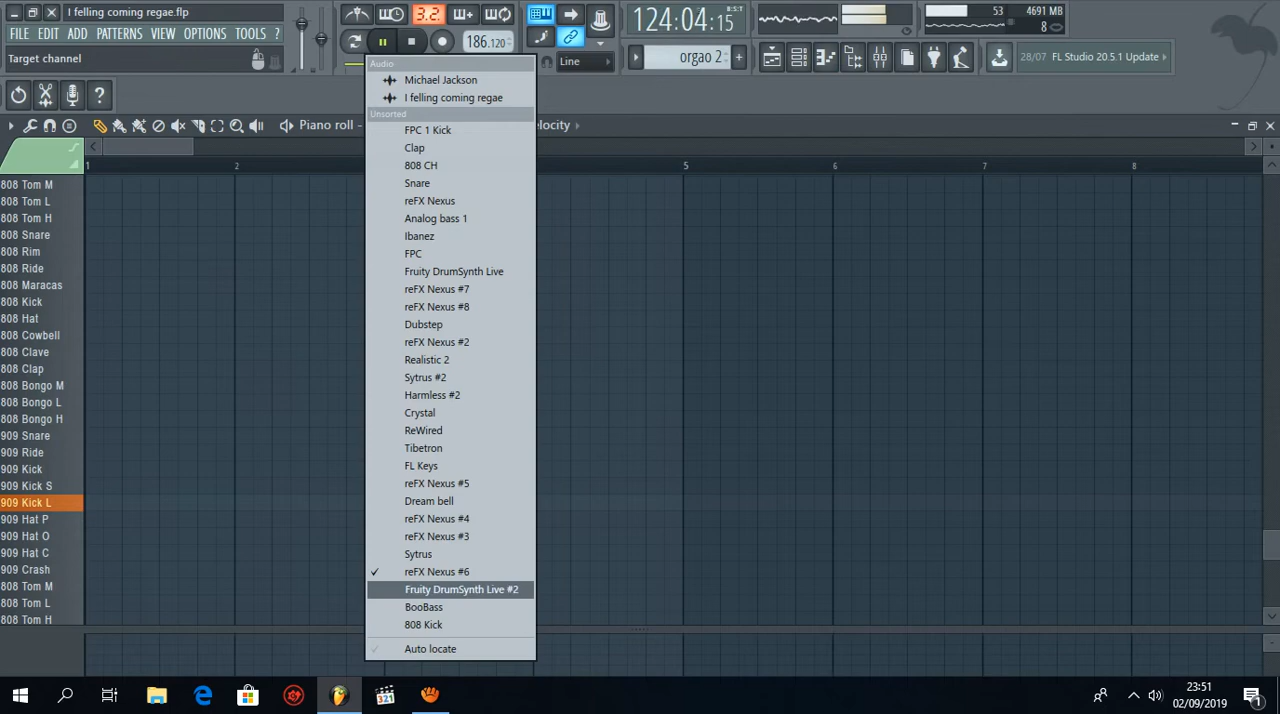 I felling coming regae.flp
FILE EDIT ADD PATTERNS VIEW OPTIONS TOOLS ?
Target channel
3.2
186.120
124:04:15
B:S:T
53
4691 MB
8
Line
orgao 2
28/07 FL Studio 20.5.1 Update
Piano roll -
elocity
Audio
Michael Jackson
I felling coming regae
Unsorted
FPC 1 Kick
Clap
808 CH
Snare
reFX Nexus
Analog bass 1
Ibanez
FPC
Fruity DrumSynth Live
reFX Nexus #7
reFX Nexus #8
Dubstep
reFX Nexus #2
Realistic 2
Sytrus #2
Harmless #2
Crystal
ReWired
Tibetron
FL Keys
reFX Nexus #5
Dream bell
reFX Nexus #4
reFX Nexus #3
Sytrus
reFX Nexus #6
Fruity DrumSynth Live #2
BooBass
808 Kick
Auto locate
1 2 5 6 7 8
808 Tom M
808 Tom L
808 Tom H
808 Snare
808 Rim
808 Ride
808 Maracas
808 Kick
808 Hat
808 Cowbell
808 Clave
808 Clap
808 Bongo M
808 Bongo L
808 Bongo H
909 Snare
909 Ride
909 Kick
909 Kick S
909 Kick L
909 Hat P
909 Hat O
909 Hat C
909 Crash
808 Tom M
808 Tom L
808 Tom H
321
23:51
02/09/2019
1